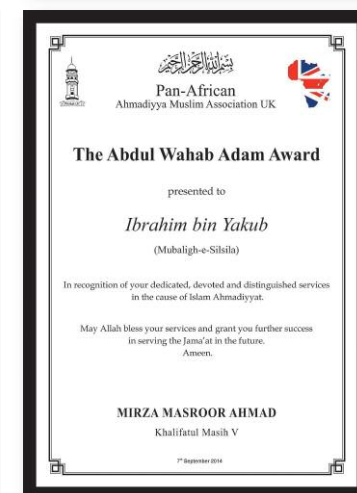 بسم الله الرحمن الرحيم
Pan-African
Ahmadiyya Muslim Association UK
The Abdul Wahab Adam Award
presented to
Ibrahim bin Yakub
(Mubaligh-e-Silsila)
In recognition of your dedicated, devoted and distinguished services
in the cause of Islam Ahmadiyyat.
May Allah bless your services and grant you further success
in serving the Jama'at in the future.
Ameen.
MIRZA MASROOR AHMAD
Khalifatul Masih V
7th September 2014